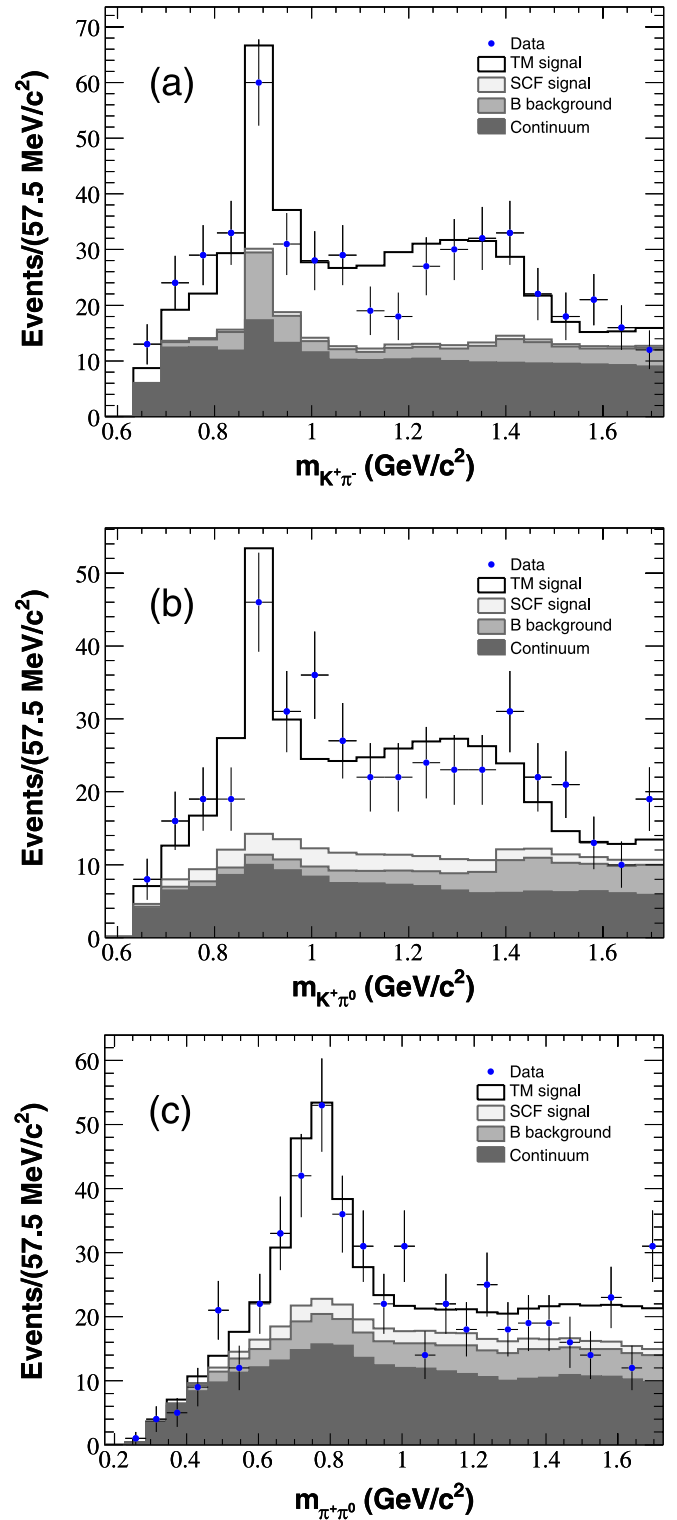 70
60
50
40
30
20
10
0
Events/(57.5 MeV/c²)
(a)
Data
TM signal
SCF signal
B background
Continuum
0.6 0.8 1 1.2 1.4 1.6
m_K⁺π⁻ (GeV/c²)
50
40
30
20
10
0
Events/(57.5 MeV/c²)
(b)
Data
TM signal
SCF signal
B background
Continuum
0.6 0.8 1 1.2 1.4 1.6
m_K⁺π⁰ (GeV/c²)
60
50
40
30
20
10
0
Events/(57.5 MeV/c²)
(c)
Data
TM signal
SCF signal
B background
Continuum
0.2 0.4 0.6 0.8 1 1.2 1.4 1.6
m_π⁺π⁰ (GeV/c²)